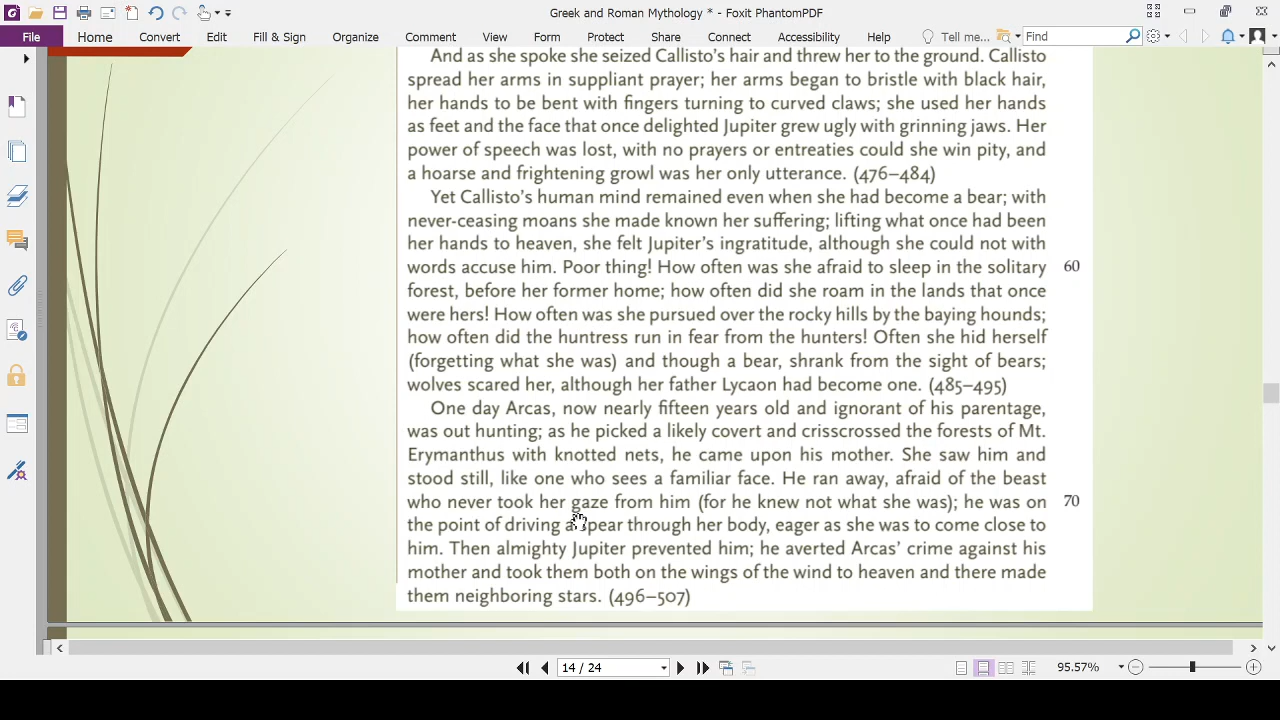 Greek and Roman Mythology * - Foxit PhantomPDF
File Home Convert Edit Fill & Sign Organize Comment View Form Protect Share Connect Accessibility Help Tell me... Find
And as she spoke she seized Callisto's hair and threw her to the ground. Callisto
spread her arms in suppliant prayer; her arms began to bristle with black hair,
her hands to be bent with fingers turning to curved claws; she used her hands
as feet and the face that once delighted Jupiter grew ugly with grinning jaws. Her
power of speech was lost, with no prayers or entreaties could she win pity, and
a hoarse and frightening growl was her only utterance. (476–484)
Yet Callisto's human mind remained even when she had become a bear; with
never-ceasing moans she made known her suffering; lifting what once had been
her hands to heaven, she felt Jupiter's ingratitude, although she could not with
words accuse him. Poor thing! How often was she afraid to sleep in the solitary 60
forest, before her former home; how often did she roam in the lands that once
were hers! How often was she pursued over the rocky hills by the baying hounds;
how often did the huntress run in fear from the hunters! Often she hid herself
(forgetting what she was) and though a bear, shrank from the sight of bears;
wolves scared her, although her father Lycaon had become one. (485–495)
One day Arcas, now nearly fifteen years old and ignorant of his parentage,
was out hunting; as he picked a likely covert and crisscrossed the forests of Mt.
Erymanthus with knotted nets, he came upon his mother. She saw him and
stood still, like one who sees a familiar face. He ran away, afraid of the beast
who never took her gaze from him (for he knew not what she was); he was on 70
the point of driving a spear through her body, eager as she was to come close to
him. Then almighty Jupiter prevented him; he averted Arcas' crime against his
mother and took them both on the wings of the wind to heaven and there made
them neighboring stars. (496–507)
14 / 24 95.57%